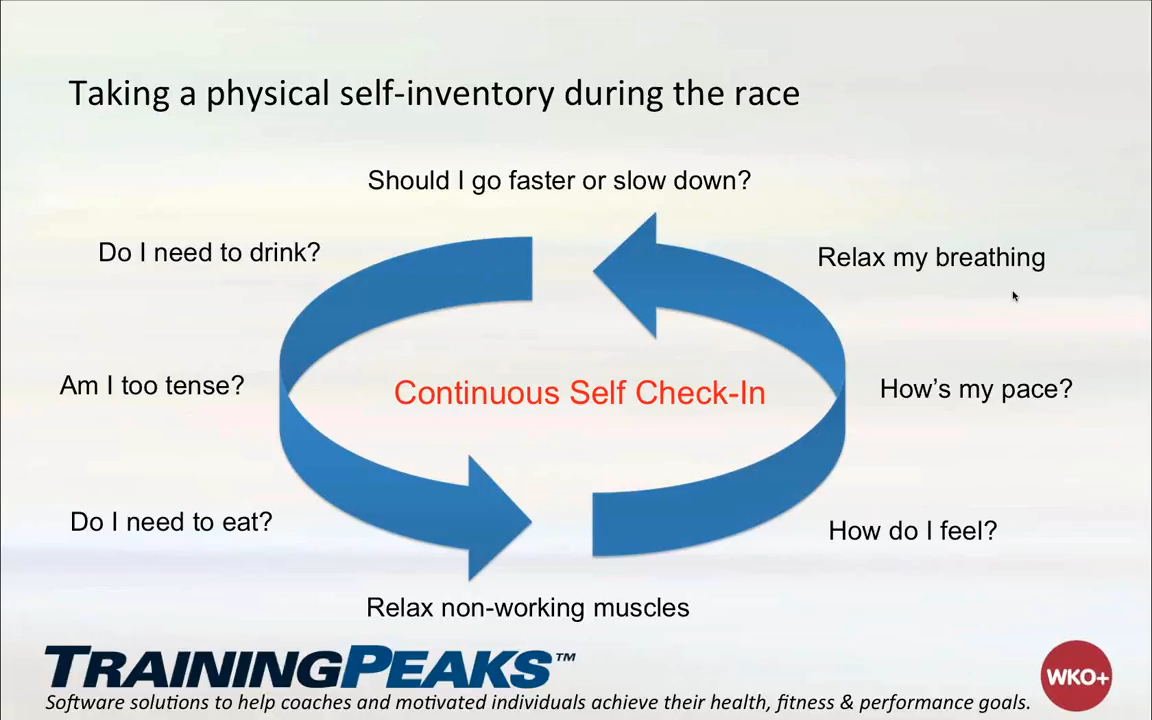 Taking a physical self-inventory during the race
Should I go faster or slow down?
Do I need to drink?
Relax my breathing
Am I too tense?
Continuous Self Check-In
How’s my pace?
Do I need to eat?
How do I feel?
Relax non-working muscles
TRAININGPEAKS™
WKO+
Software solutions to help coaches and motivated individuals achieve their health, fitness & performance goals.